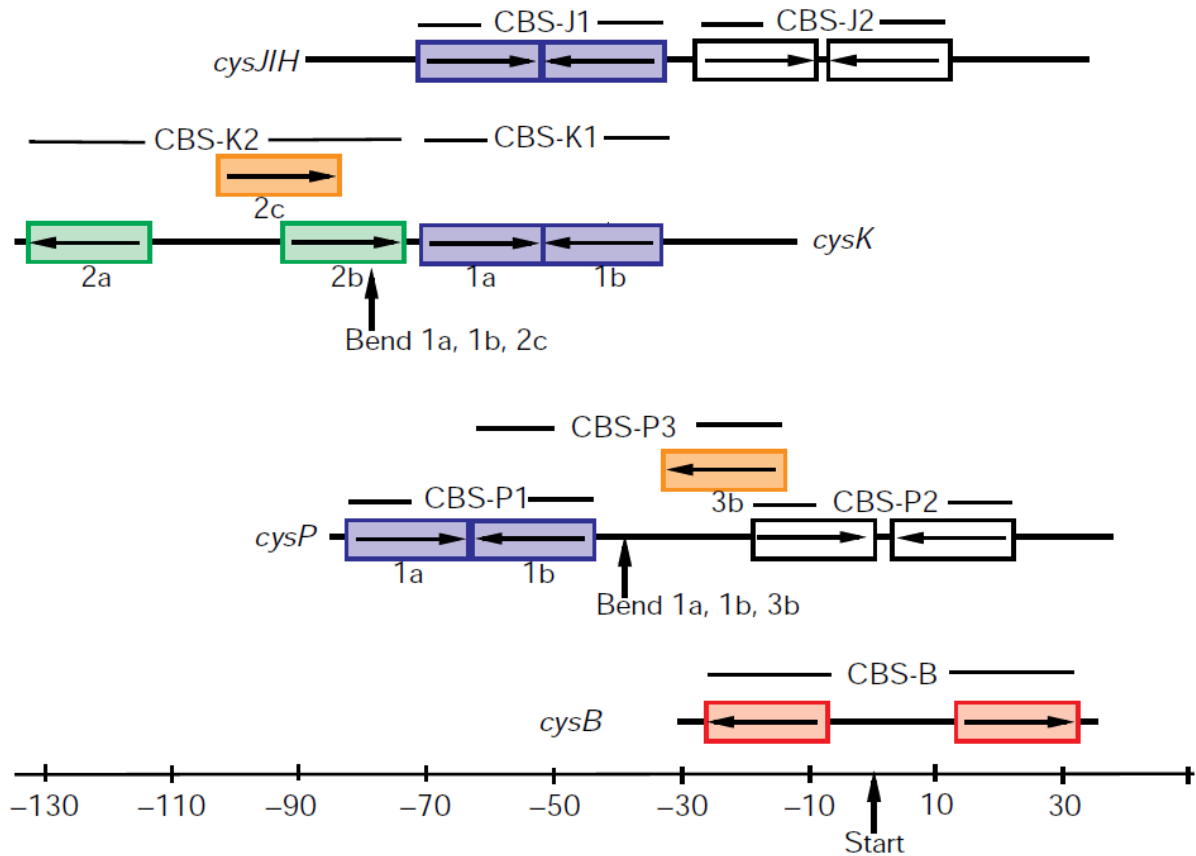 CBS-J1 CBS-J2
cysJIH
CBS-K2 CBS-K1
2c
cysK
2a 2b 1a 1b
Bend 1a, 1b, 2c
CBS-P3
CBS-P1 3b CBS-P2
cysP
1a 1b
Bend 1a, 1b, 3b
CBS-B
cysB
–130 –110 –90 –70 –50 –30 –10 10 30
Start